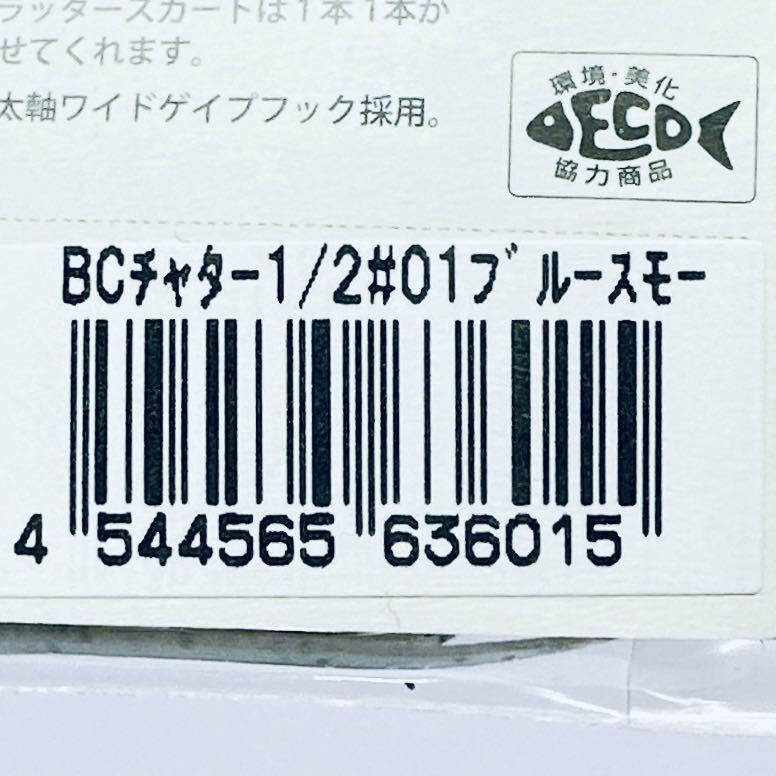 ラッタースカートは１本１本か
せてくれます。
太軸ワイドゲイプフック採用。
環境・美化
ECO
協力商品
BCﾁｬﾀｰ1/2#01ﾌﾞﾙｰｽﾓｰ
4 544565 636015